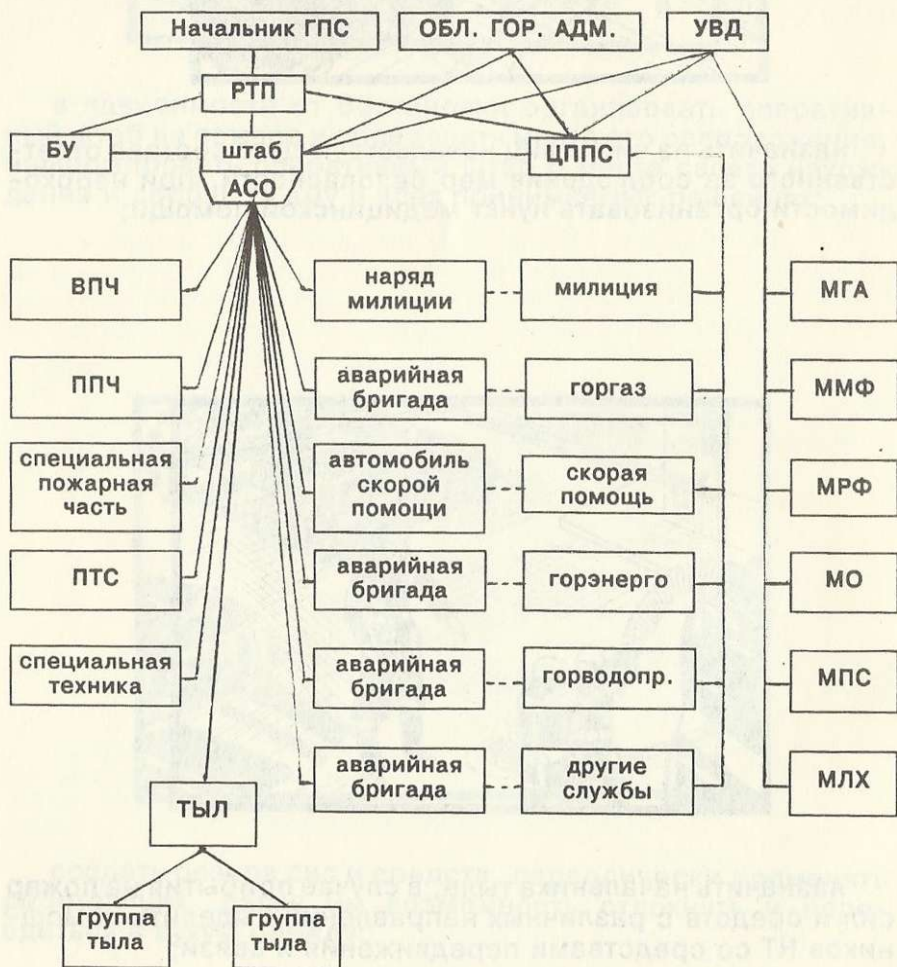 Начальник ГПС
ОБЛ. ГОР. АДМ.
УВД
РТП
БУ
штаб
ЦППС
АСО
ВПЧ
наряд
милиции
милиция
МГА
ППЧ
аварийная
бригада
горгаз
ММФ
специальная
пожарная
часть
автомобиль
скорой
помощи
скорая
помощь
МРФ
ПТС
аварийная
бригада
горэнерго
МО
специальная
техника
аварийная
бригада
горводопр.
МПС
аварийная
бригада
другие
службы
МЛХ
ТЫЛ
группа
тыла
группа
тыла